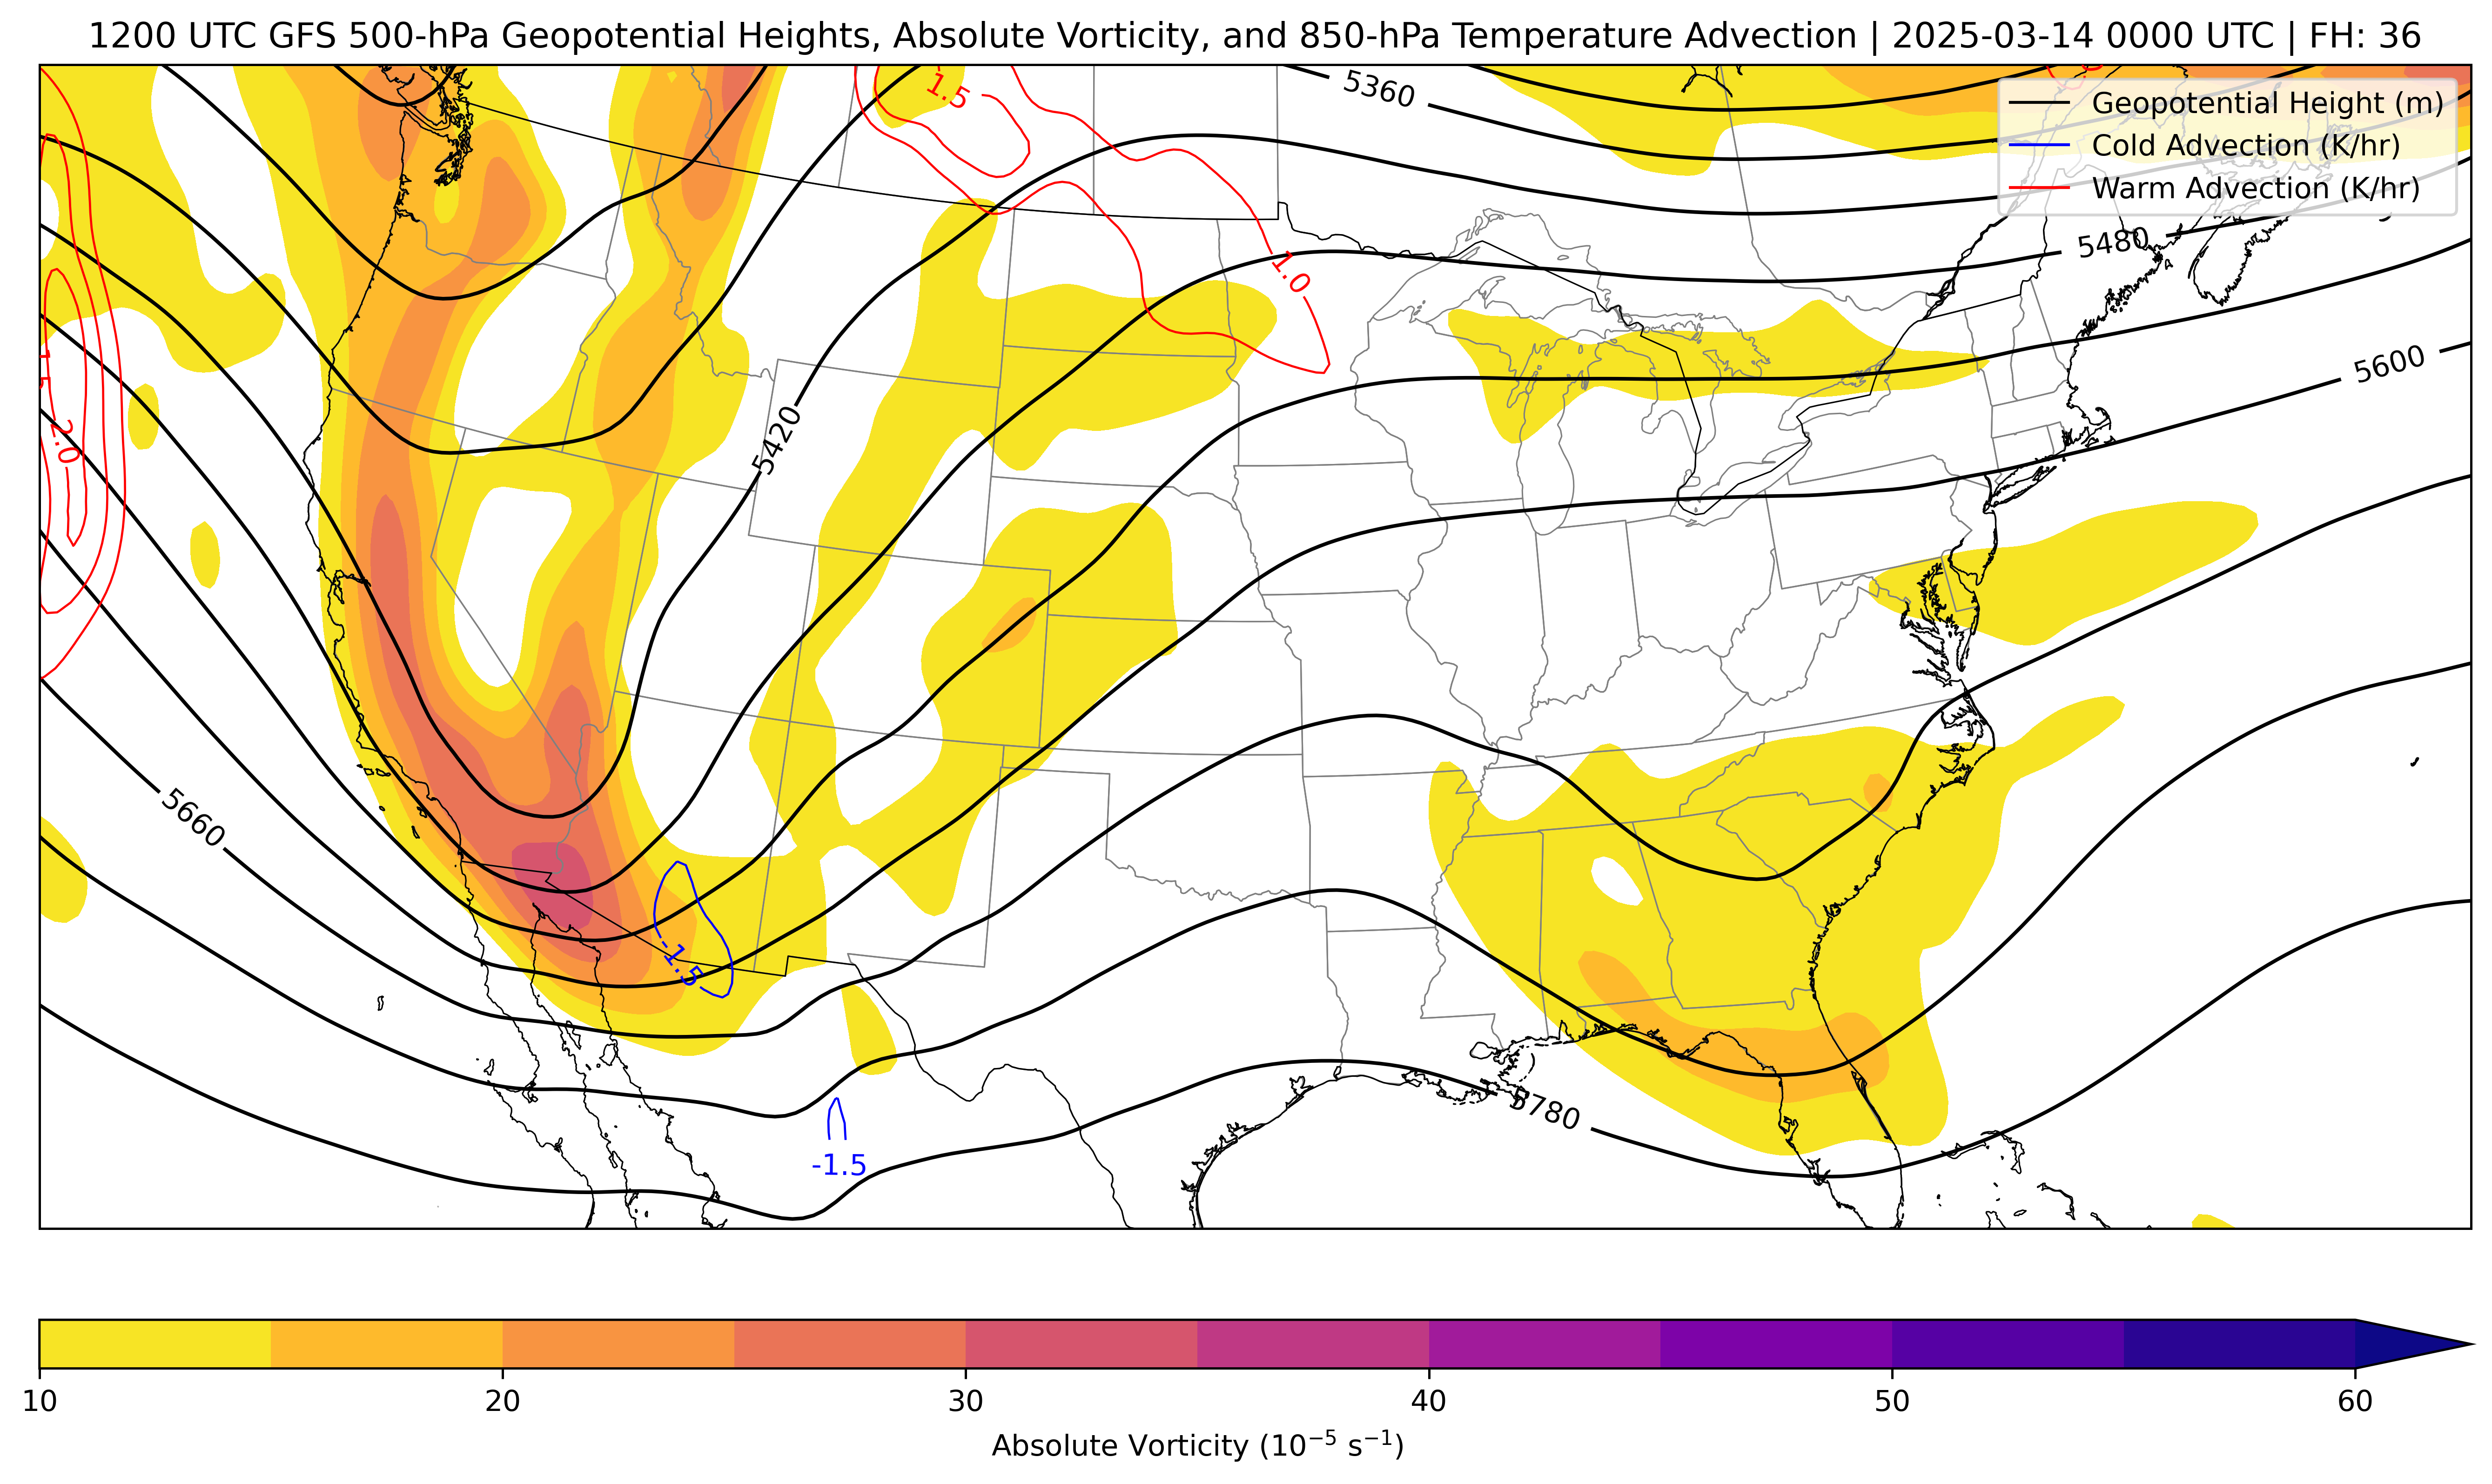 1200 UTC GFS 500-hPa Geopotential Heights, Absolute Vorticity, and 850-hPa Temperature Advection | 2025-03-14 0000 UTC | FH: 36
Geopotential Height (m)
Cold Advection (K/hr)
Warm Advection (K/hr)
1.5
5360
5480
1.0
5600
1.5
2.0
5420
5660
-1.5
5780
-1.5
10 20 30 40 50 60
Absolute Vorticity (10⁻⁵ s⁻¹)